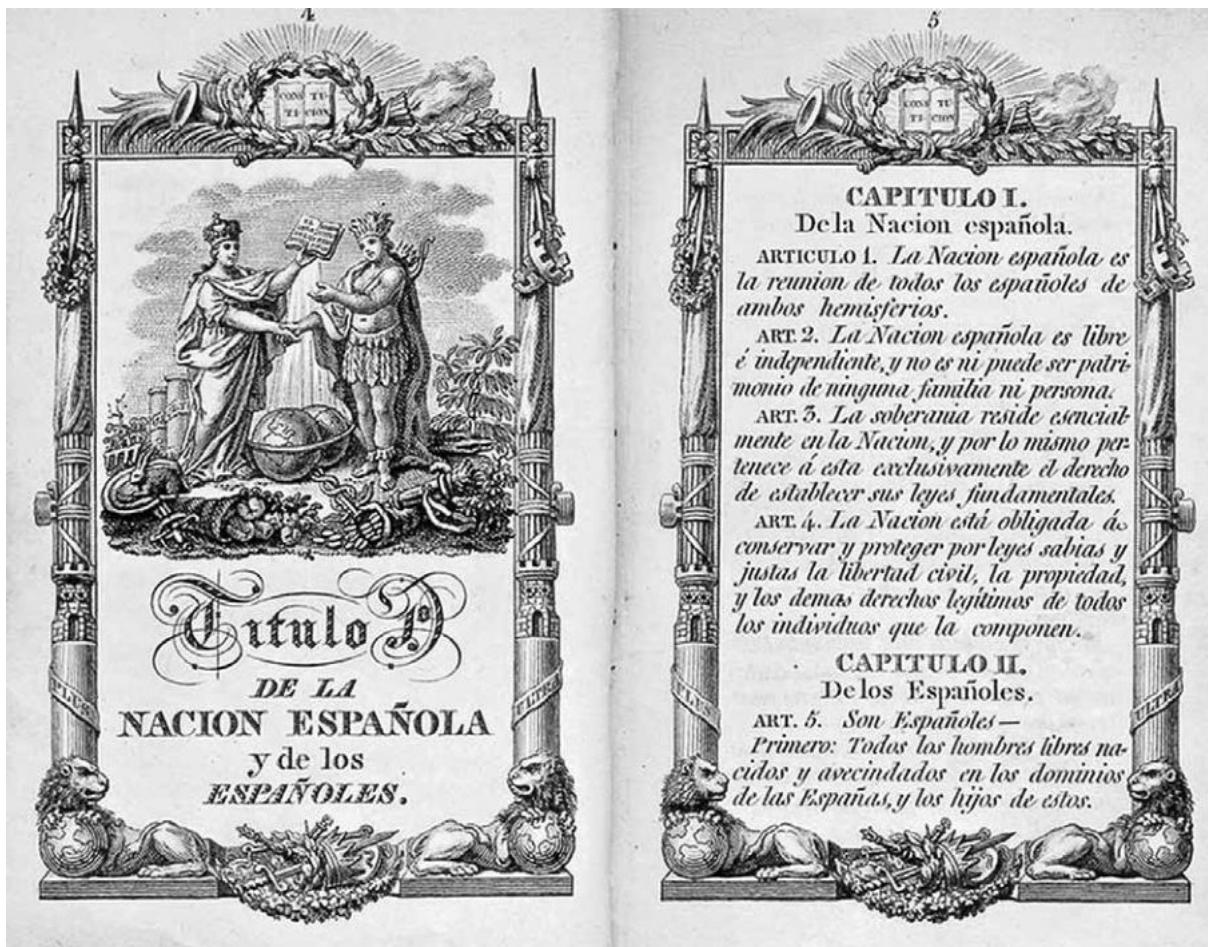 4
CONS TU-
TI- CION
PLUS ULTRA
Titulo 1º
DE LA
NACION ESPAÑOLA
y de los
ESPAÑOLES.
5
CONS TU
TI- CION
CAPITULO I.
De la Nacion española.
ARTICULO 1. La Nacion española es
la reunion de todos los españoles de
ambos hemisferios.
ART. 2. La Nacion española es libre
é independiente, y no es ni puede ser patri-
monio de ninguna familia ni persona.
ART. 3. La soberania reside esencial-
mente en la Nacion, y por lo mismo per-
tenece á esta exclusivamente el derecho
de establecer sus leyes fundamentales.
ART. 4. La Nacion está obligada á
conservar y proteger por leyes sabias y
justas la libertad civil, la propiedad,
y los demas derechos legítimos de todos
los individuos que la componen.
CAPITULO II.
De los Españoles.
ART. 5. Son Españoles—
Primero: Todos los hombres libres na-
cidos y avecindados en los dominios
de las Españas, y los hijos de estos.
PLUS ULTRA